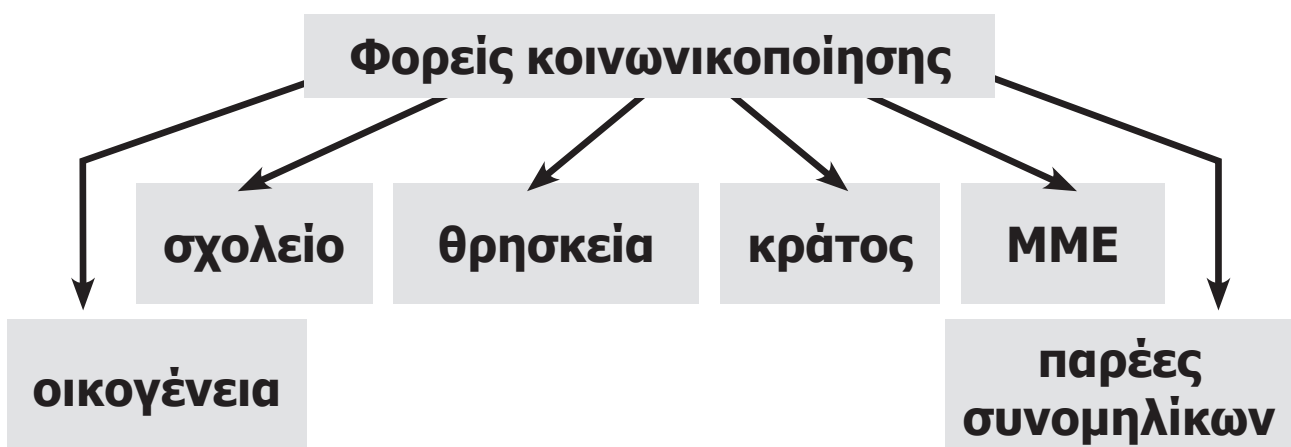 Φορείς κοινωνικοποίησης
σχολείο
θρησκεία
κράτος
ΜΜΕ
οικογένεια
παρέες
συνομηλίκων